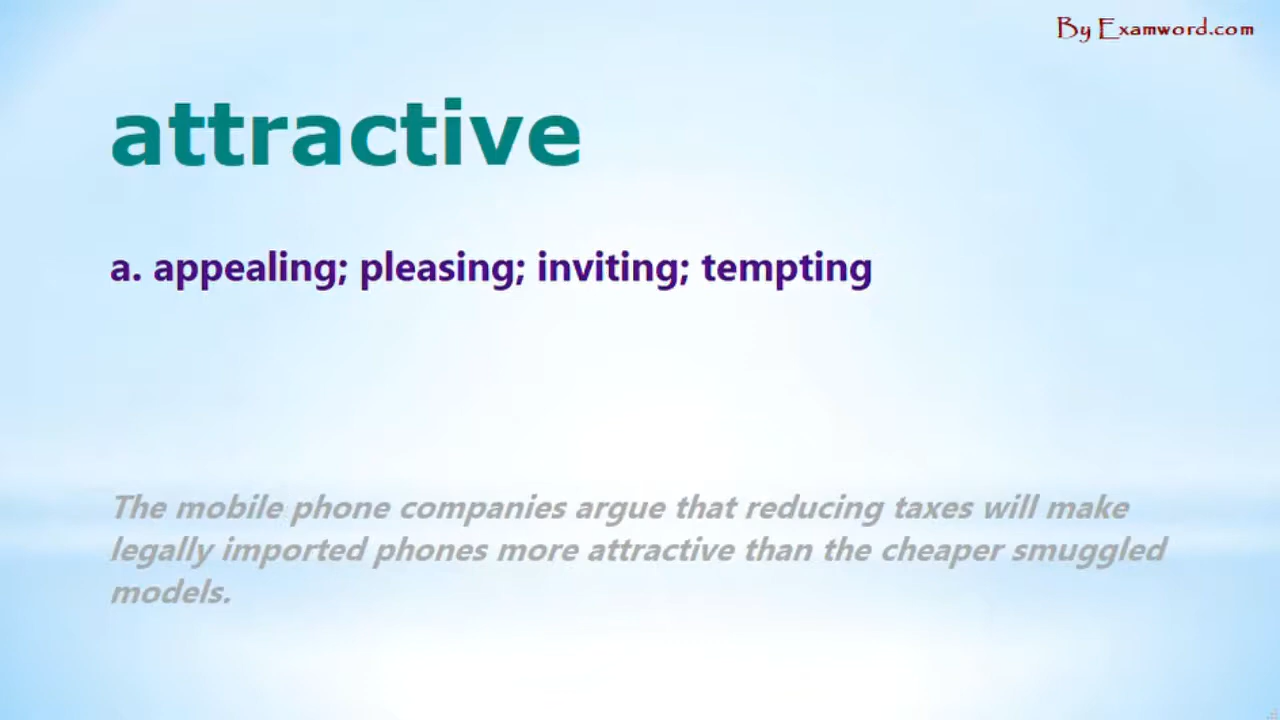 By Examword.com
attractive
a. appealing; pleasing; inviting; tempting
The mobile phone companies argue that reducing taxes will make
legally imported phones more attractive than the cheaper smuggled
models.